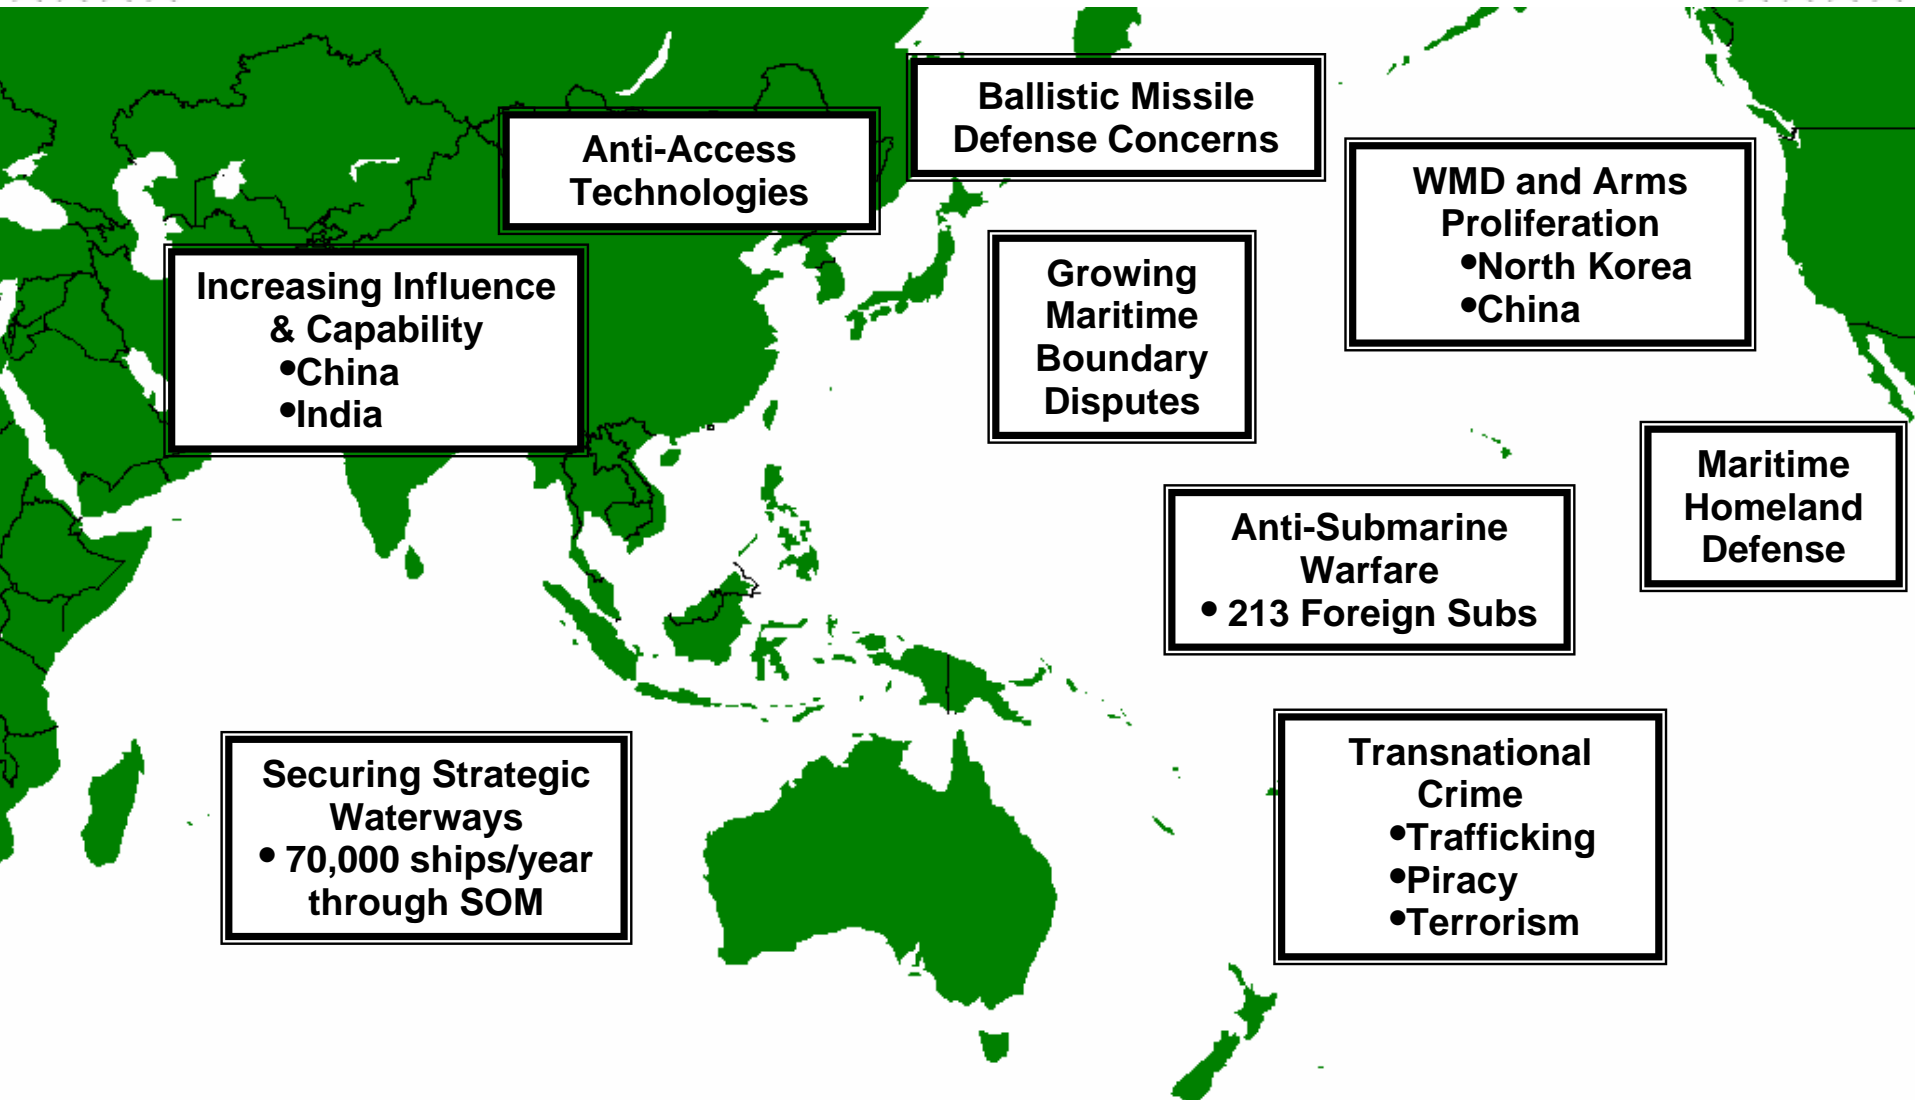 Ballistic Missile
Defense Concerns
Anti-Access
Technologies
WMD and Arms
Proliferation
•North Korea
•China
Increasing Influence
& Capability
•China
•India
Growing
Maritime
Boundary
Disputes
Maritime
Homeland
Defense
Anti-Submarine
Warfare
• 213 Foreign Subs
Securing Strategic
Waterways
• 70,000 ships/year
through SOM
Transnational
Crime
•Trafficking
•Piracy
•Terrorism